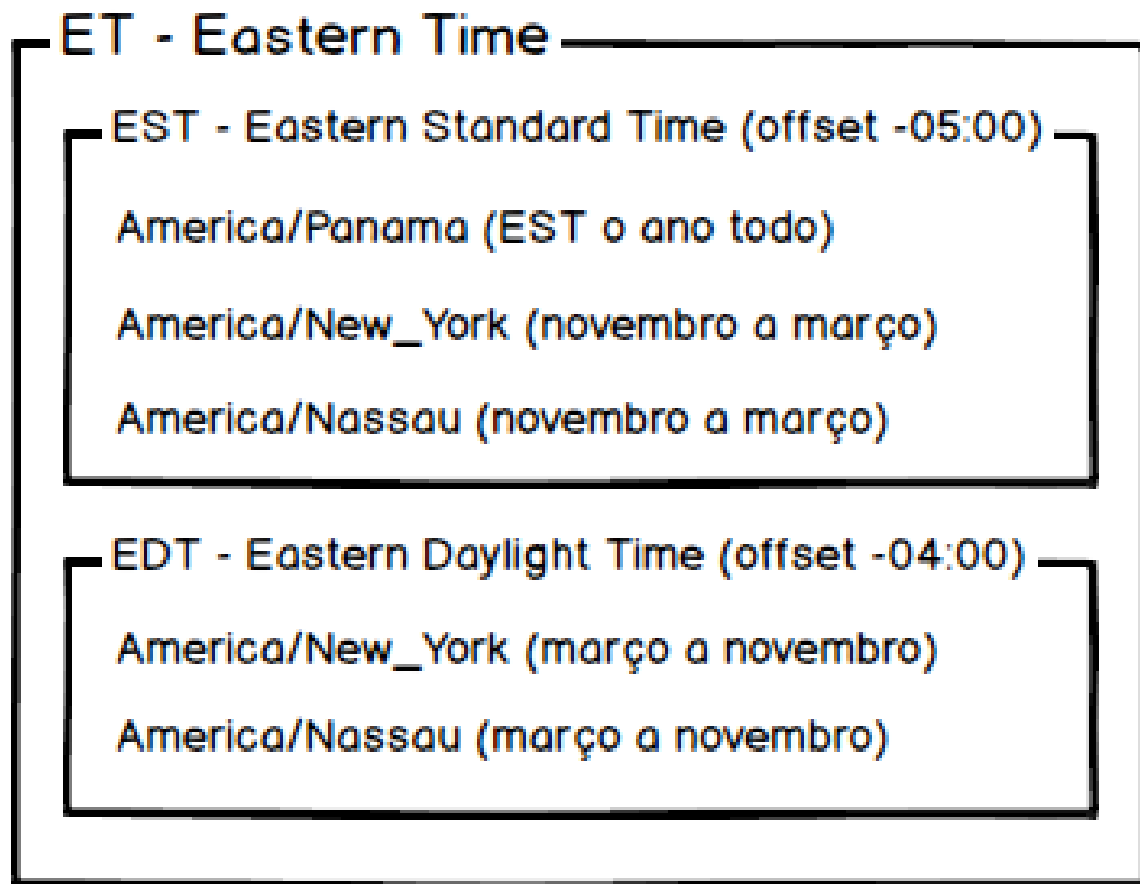 ET - Eastern Time
EST - Eastern Standard Time (offset -05:00)
America/Panama (EST o ano todo)
America/New_York (novembro a março)
America/Nassau (novembro a março)
EDT - Eastern Daylight Time (offset -04:00)
America/New_York (março a novembro)
America/Nassau (março a novembro)